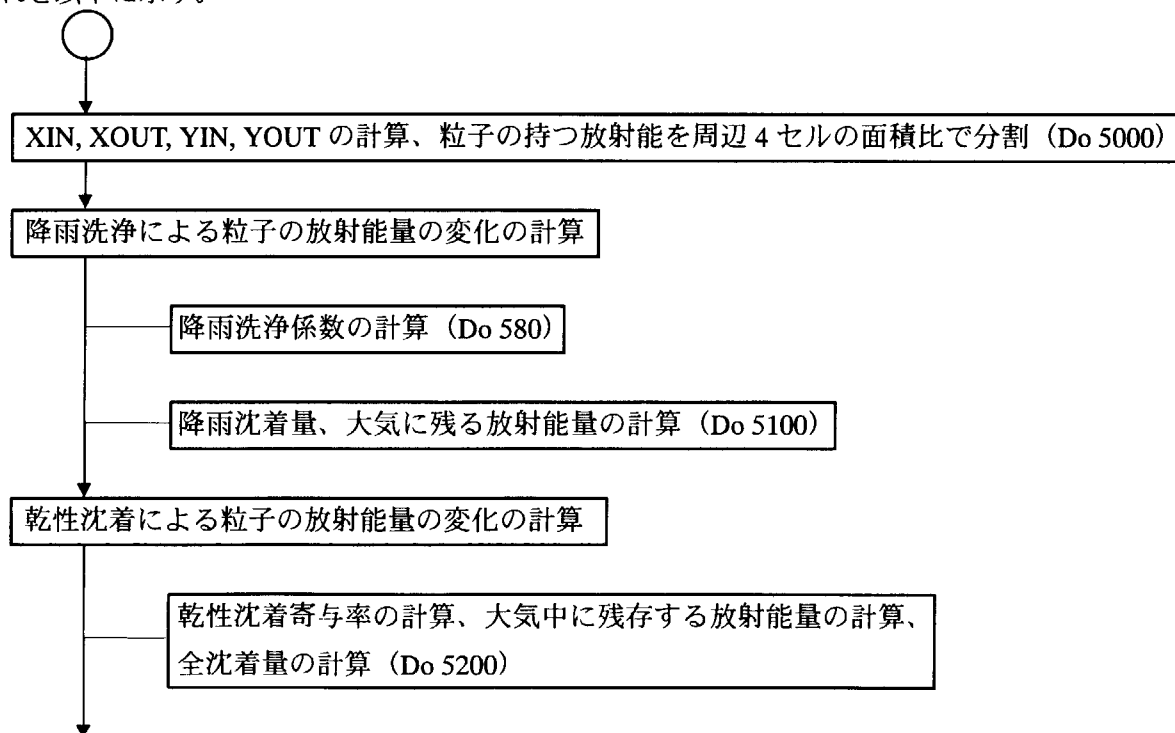 XIN, XOUT, YIN, YOUT の計算、粒子の持つ放射能を周辺 4 セルの面積比で分割（Do 5000）
降雨洗浄による粒子の放射能量の変化の計算
降雨洗浄係数の計算（Do 580）
降雨沈着量、大気に残る放射能量の計算（Do 5100）
乾性沈着による粒子の放射能量の変化の計算
乾性沈着寄与率の計算、大気中に残存する放射能量の計算、
全沈着量の計算（Do 5200）